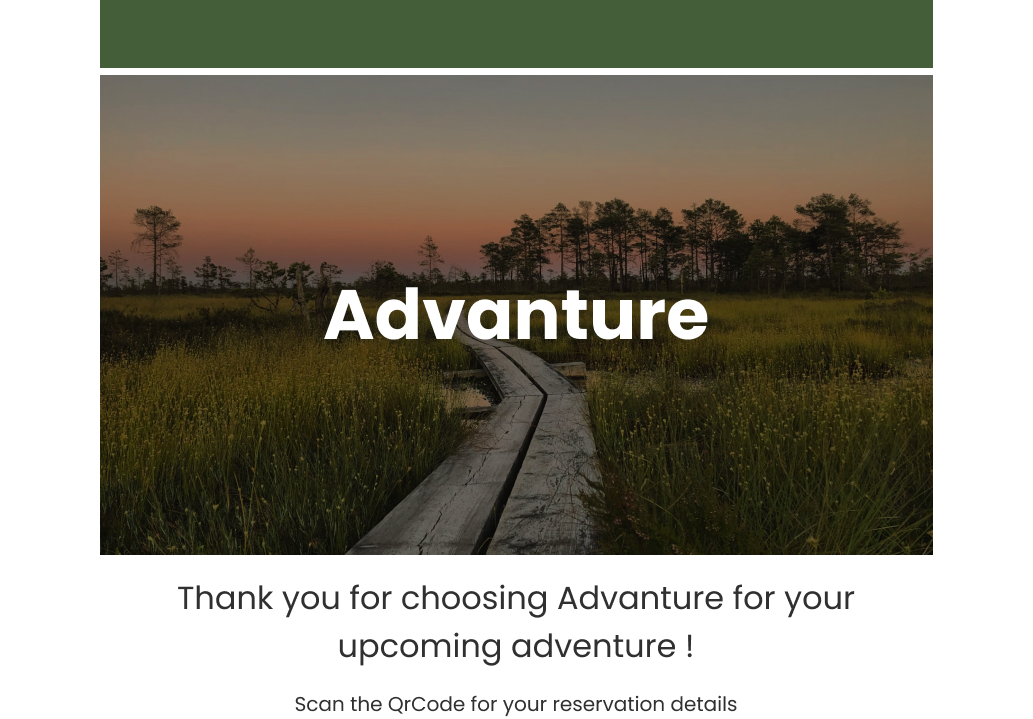 Advanture
Thank you for choosing Advanture for your
upcoming adventure !
Scan the QrCode for your reservation details